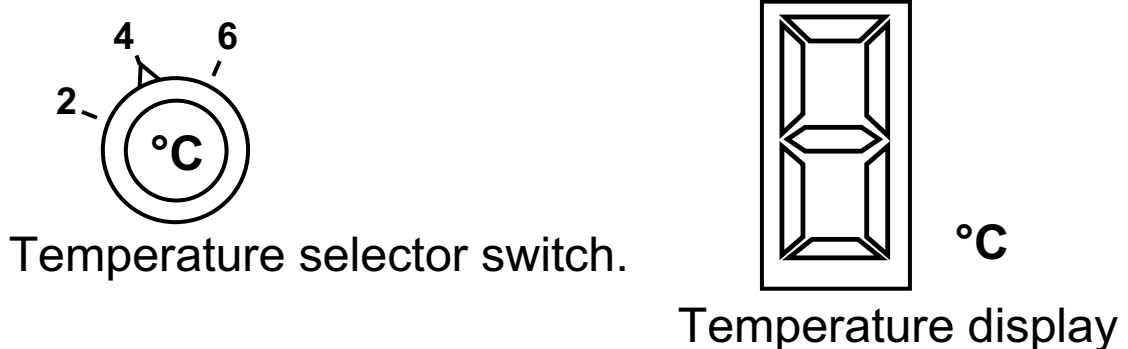 4 6
2
°C
Temperature selector switch.
°C
Temperature display